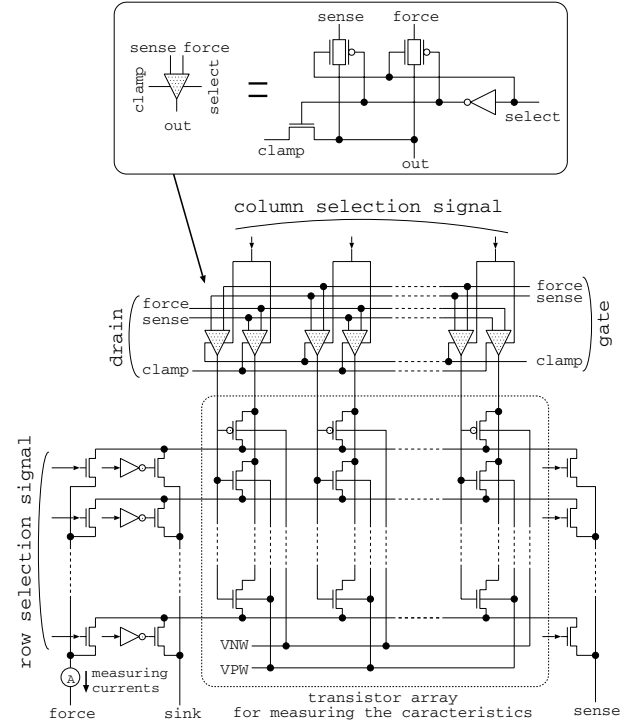 sense force
sense force
clamp
select
=
out
clamp
select
out
column selection signal
drain
force
sense
clamp
force
sense
clamp
gate
row selection signal
VNW
VPW
A
measuring
currents
force
sink
transistor array
for measuring the caracteristics
sense